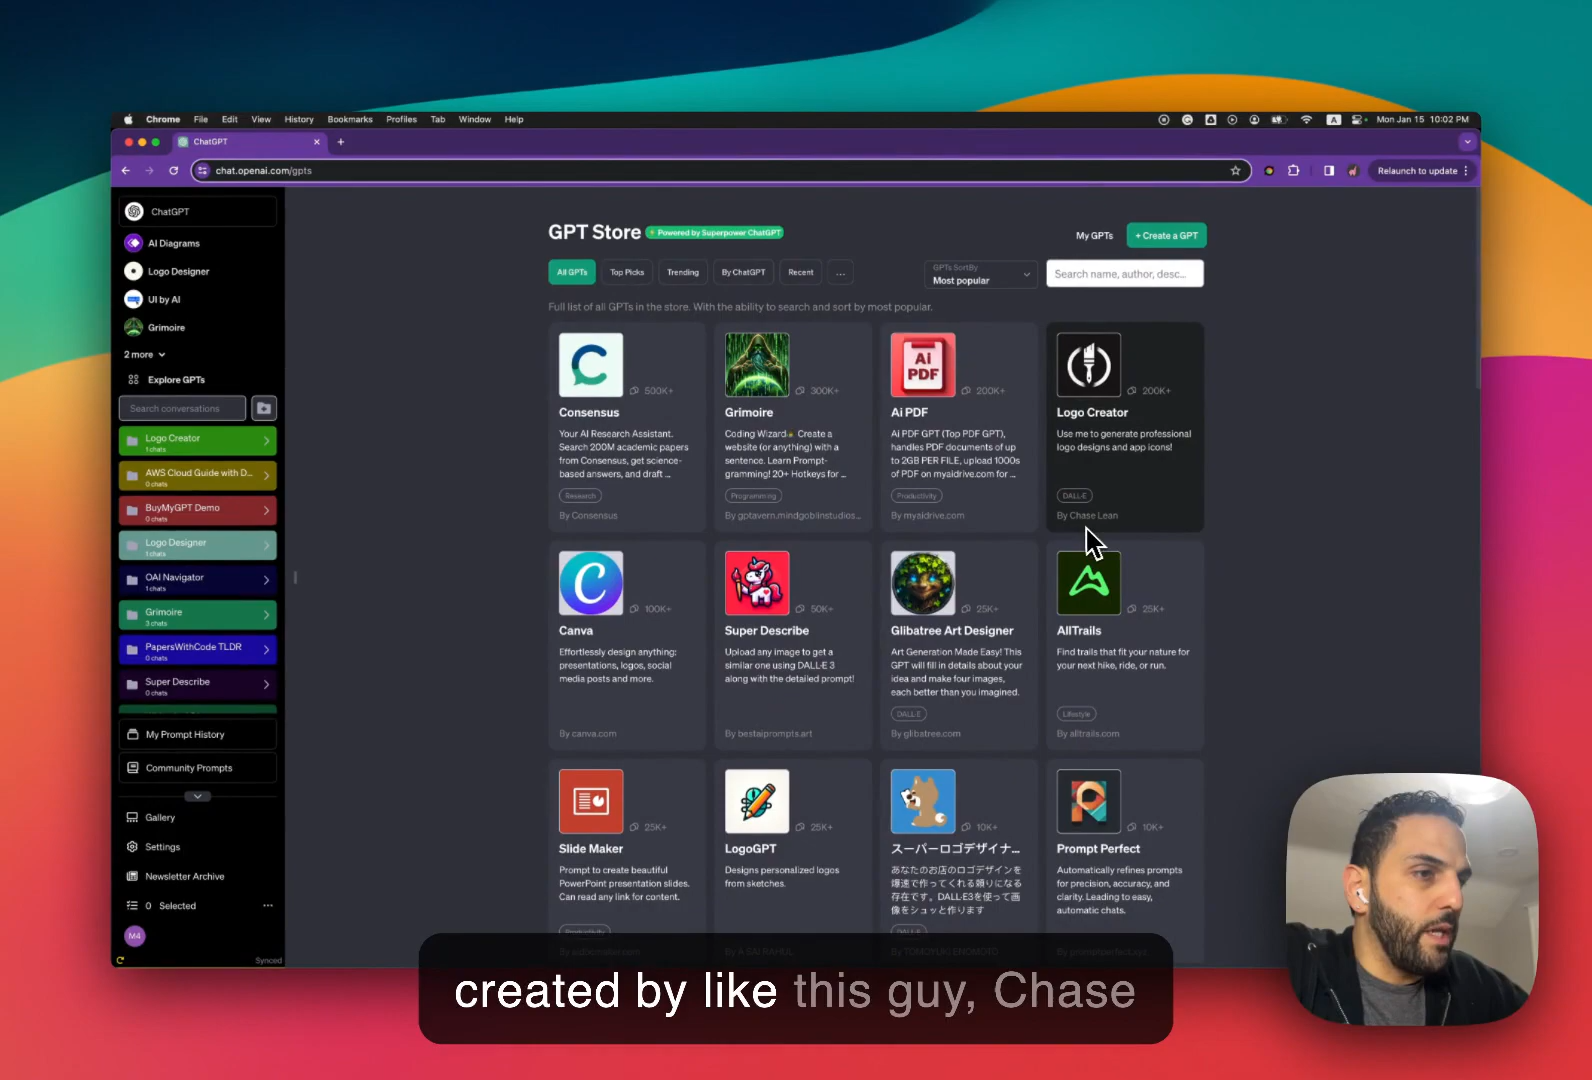 Chrome File Edit View History Bookmarks Profiles Tab Window Help
A Mon Jan 15 10:02 PM
ChatGPT
chat.openai.com/gpts
Relaunch to update
ChatGPT
AI Diagrams
Logo Designer
UI by AI
Grimoire
2 more
Explore GPTs
Search conversations
Logo Creator
1 chats
AWS Cloud Guide with D...
0 chats
BuyMyGPT Demo
0 chats
Logo Designer
1 chats
OAI Navigator
1 chats
Grimoire
3 chats
PapersWithCode TLDR
0 chats
Super Describe
0 chats
My Prompt History
Community Prompts
Gallery
Settings
Newsletter Archive
0 Selected ...
M4
Synced
GPT Store
Powered by Superpower ChatGPT
My GPTs
+ Create a GPT
All GPTs
Top Picks
Trending
By ChatGPT
Recent
...
GPTs SortBy
Most popular
Search name, author, desc...
Full list of all GPTs in the store. With the ability to search and sort by most popular.
C
500K+
Consensus
Your AI Research Assistant.
Search 200M academic papers
from Consensus, get science-
based answers, and draft ...
Research
By Consensus
300K+
Grimoire
Coding Wizard Create a
website (or anything) with a
sentence. Learn Prompt-
gramming! 20+ Hotkeys for ...
Programming
By gptavern.mindgoblinstudios...
Ai
PDF
200K+
Ai PDF
Ai PDF GPT (Top PDF GPT),
handles PDF documents of up
to 2GB PER FILE, upload 1000s
of PDF on myaidrive.com for ...
Productivity
By myaidrive.com
200K+
Logo Creator
Use me to generate professional
logo designs and app icons!
DALL·E
By Chase Lean
C
100K+
Canva
Effortlessly design anything:
presentations, logos, social
media posts and more.
By canva.com
50K+
Super Describe
Upload any image to get a
similar one using DALL·E 3
along with the detailed prompt!
By bestaiprompts.art
25K+
Glibatree Art Designer
Art Generation Made Easy! This
GPT will fill in details about your
idea and make four images,
each better than you imagined.
DALL·E
By glibatree.com
25K+
AllTrails
Find trails that fit your nature for
your next hike, ride, or run.
Lifestyle
By alltrails.com
25K+
Slide Maker
Prompt to create beautiful
PowerPoint presentation slides.
Can read any link for content.
Productivity
25K+
LogoGPT
Designs personalized logos
from sketches.
10K+
スーパーロゴデザイナ...
あなたのお店のロゴデザインを
爆速で作ってくれる頼りになる
存在です。DALL-E3を使って画
像をシュッと作ります
DALL·E
10K+
Prompt Perfect
Automatically refines prompts
for precision, accuracy, and
clarity. Leading to easy,
automatic chats.
created by like this guy, Chase